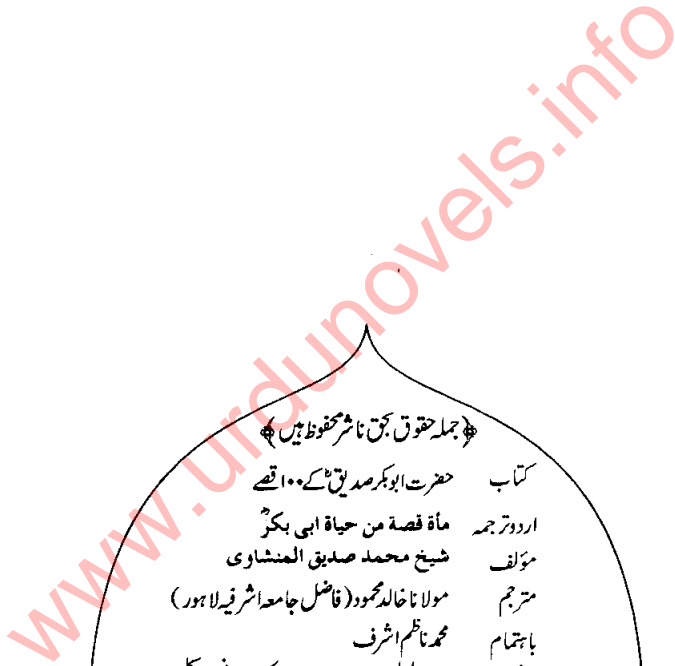 ﴿جملہ حقوق بحق ناشر محفوظ ہیں﴾
کتاب حضرت ابوبکر صدیقؓ کے ۱۰۰ قصے
اردو ترجمہ مأة قصة من حياة ابی بکرؓ
مؤلف شیخ محمد صدیق المنشاوی
مترجم مولانا خالد محمود (فاضل جامعہ اشرفیہ لاہور)
باہتمام محمد ناظم اشرف
www.urdunovels.info